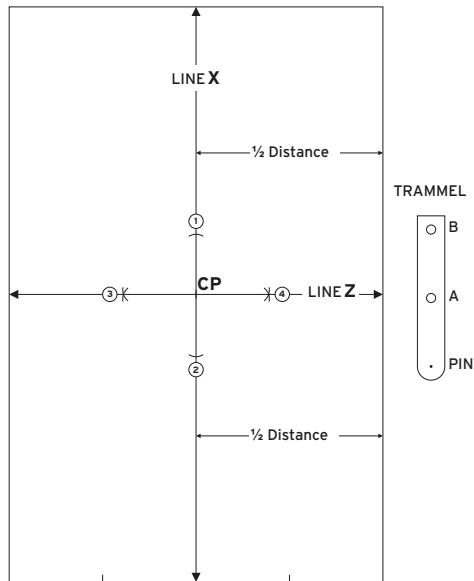 LINE X
½ Distance
TRAMMEL
B
1
3
CP
4
LINE Z
A
2
PIN
½ Distance